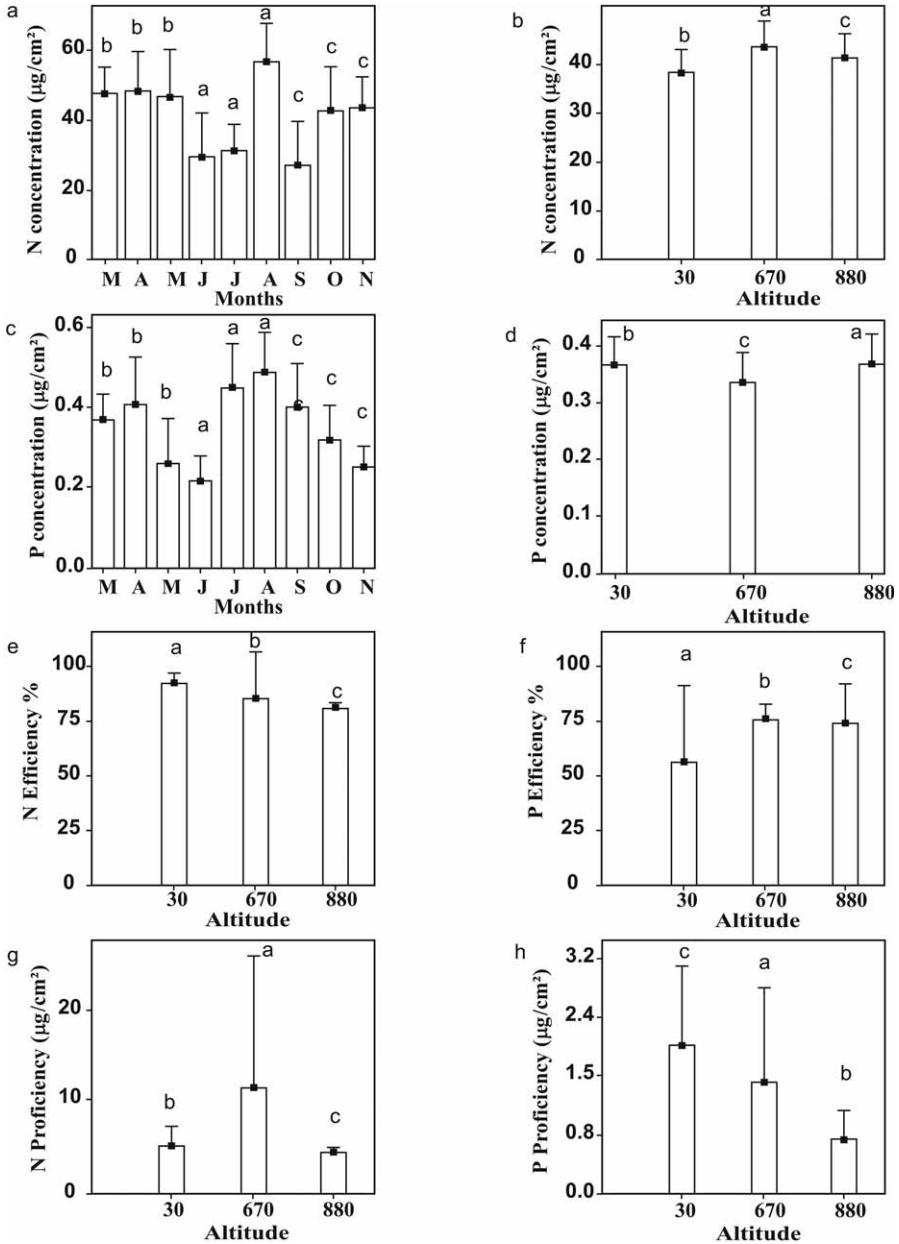 a
N concentration (µg/cm²)
60
40
20
0
b b b a a a c c c
M A M J J A S O N
Months
b
N concentration (µg/cm²)
40
30
20
10
0
b a c
30 670 880
Altitude
c
P concentration (µg/cm²)
0.6
0.4
0.2
0.0
b b b a a a c c c
c
M A M J J A S O N
Months
d
P concentration (µg/cm²)
0.4
0.3
0.2
0.1
0.0
b c a
30 670 880
Altitude
e
N Efficiency %
100
75
50
25
0
a b c
30 670 880
Altitude
f
P Efficiency %
100
75
50
25
0
a b c
30 670 880
Altitude
g
N Proficiency (µg/cm²)
20
10
0
b a c
30 670 880
Altitude
h
P Proficiency (µg/cm²)
3.2
2.4
1.5
0.8
0.0
c a b
30 670 880
Altitude